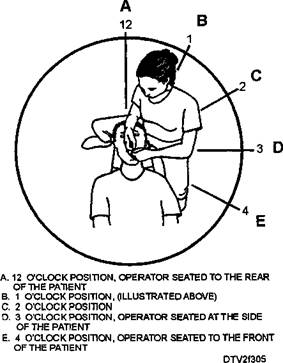 A
12
B
1
C
2
3 D
4
E
A. 12 O'CLOCK POSITION, OPERATOR SEATED TO THE REAR
OF THE PATIENT
B. 1 O'CLOCK POSITION, (ILLUSTRATED ABOVE)
C. 2 O'CLOCK POSITION
D. 3 O'CLOCK POSITION, OPERATOR SEATED AT THE SIDE
OF THE PATIENT
E. 4 O'CLOCK POSITION, OPERATOR SEATED TO THE FRONT
OF THE PATIENT
DTV2f305